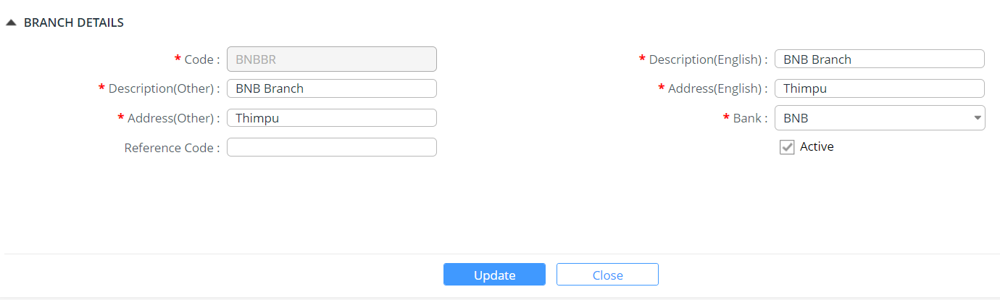 BRANCH DETAILS
* Code : BNBBR
* Description(English) : BNB Branch
* Description(Other) : BNB Branch
* Address(English) : Thimpu
* Address(Other) : Thimpu
* Bank : BNB
Reference Code :
Active
Update
Close